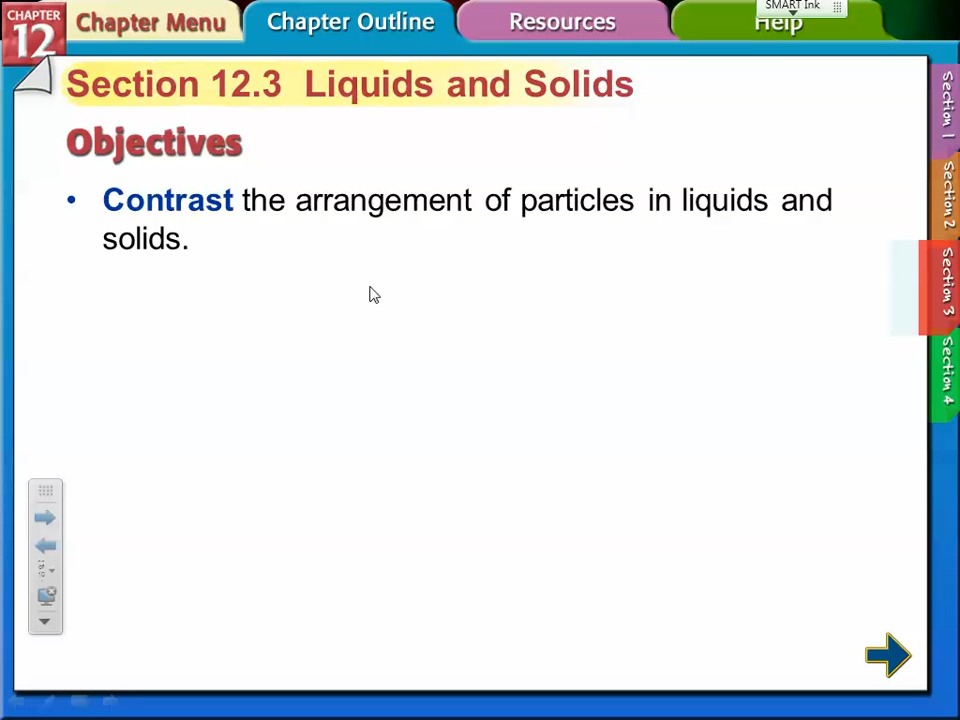 CHAPTER
12
Chapter Menu
Chapter Outline
Resources
Help
SMART Ink
Section 12.3 Liquids and Solids
Objectives
• Contrast the arrangement of particles in liquids and
solids.
Section 1
Section 2
Section 3
Section 4